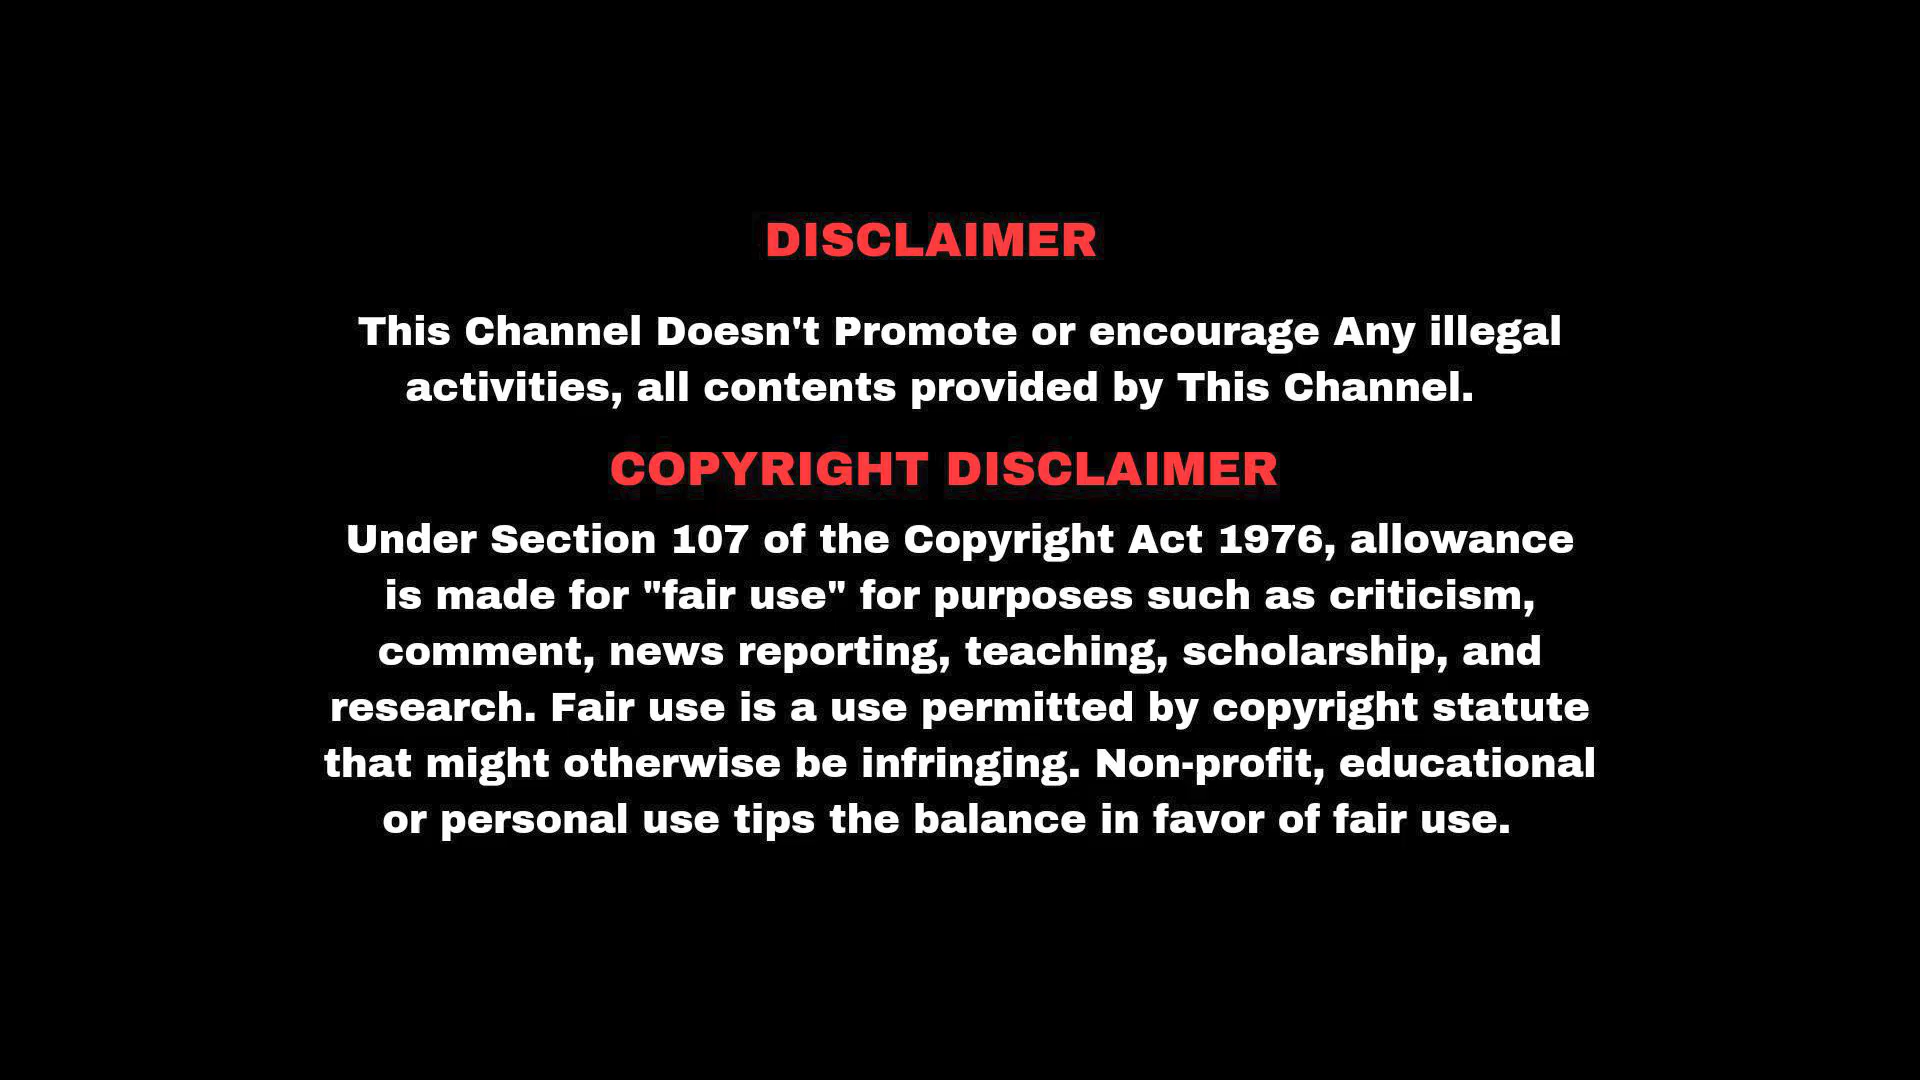 DISCLAIMER
This Channel Doesn't Promote or encourage Any illegal
activities, all contents provided by This Channel.
COPYRIGHT DISCLAIMER
Under Section 107 of the Copyright Act 1976, allowance
is made for "fair use" for purposes such as criticism,
comment, news reporting, teaching, scholarship, and
research. Fair use is a use permitted by copyright statute
that might otherwise be infringing. Non-profit, educational
or personal use tips the balance in favor of fair use.